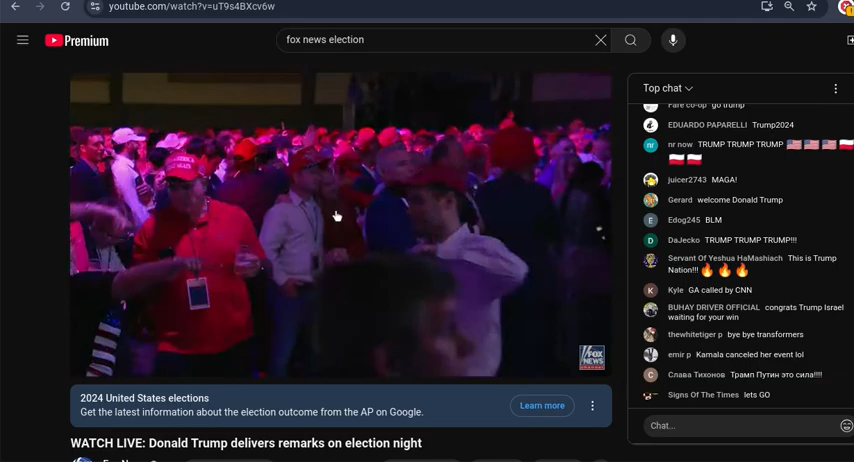 youtube.com/watch?v=uT9s4BXcv6w
Premium
fox news election
Top chat
Fare co-op go trump
EDUARDO PAPARELLI Trump2024
nr now TRUMP TRUMP TRUMP 🇺🇸 🇺🇸 🇺🇸 🇵🇱
🇵🇱 🇵🇱
juicer2743 MAGA!
Gerard welcome Donald Trump
Edog245 BLM
DaJecko TRUMP TRUMP TRUMP!!!
Servant Of Yeshua HaMashiach This is Trump
Nation!!! 🔥 🔥 🔥
Kyle GA called by CNN
BUHAY DRIVER OFFICIAL congrats Trump Israel
waiting for your win
thewhitetiger p bye bye transformers
emir p Kamala canceled her event lol
Слава Тихонов Трамп Путин это сила!!!!
Signs Of The Times lets GO
Chat...
FOX
NEWS
channel
2024 United States elections
Get the latest information about the election outcome from the AP on Google.
Learn more
WATCH LIVE: Donald Trump delivers remarks on election night